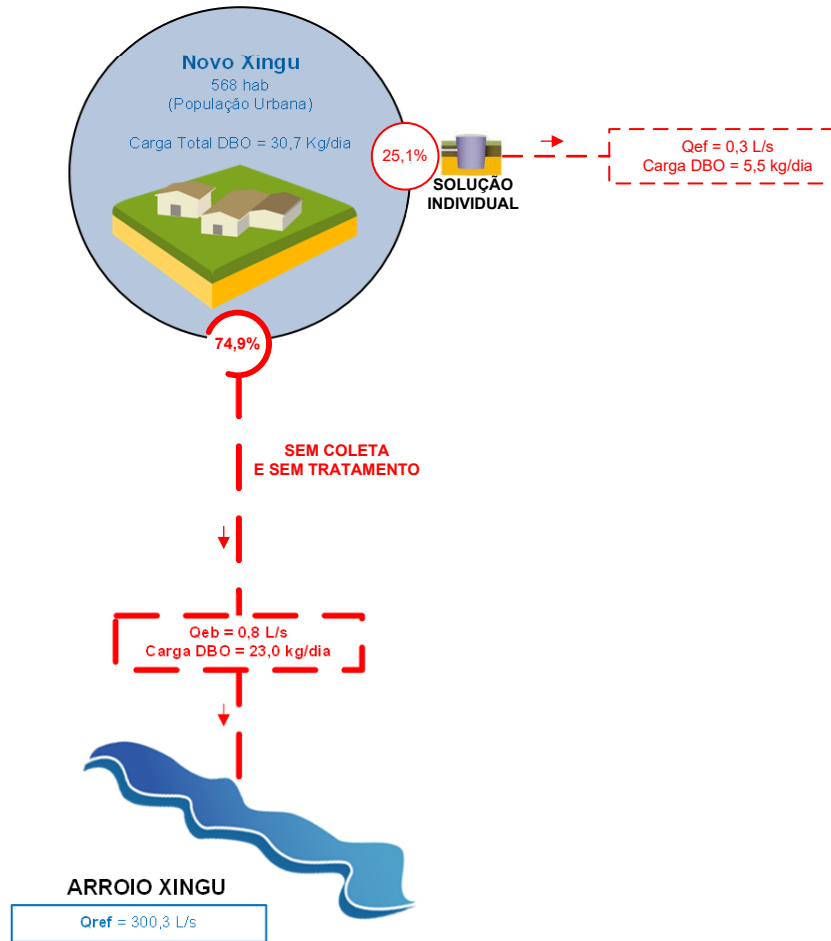 Novo Xingu
568 hab
(População Urbana)
Carga Total DBO = 30,7 Kg/dia
25,1%
SOLUÇÃO
INDIVIDUAL
Qef = 0,3 L/s
Carga DBO = 5,5 kg/dia
74,9%
SEM COLETA
E SEM TRATAMENTO
Qeb = 0,8 L/s
Carga DBO = 23,0 kg/dia
ARROIO XINGU
Qref = 300,3 L/s